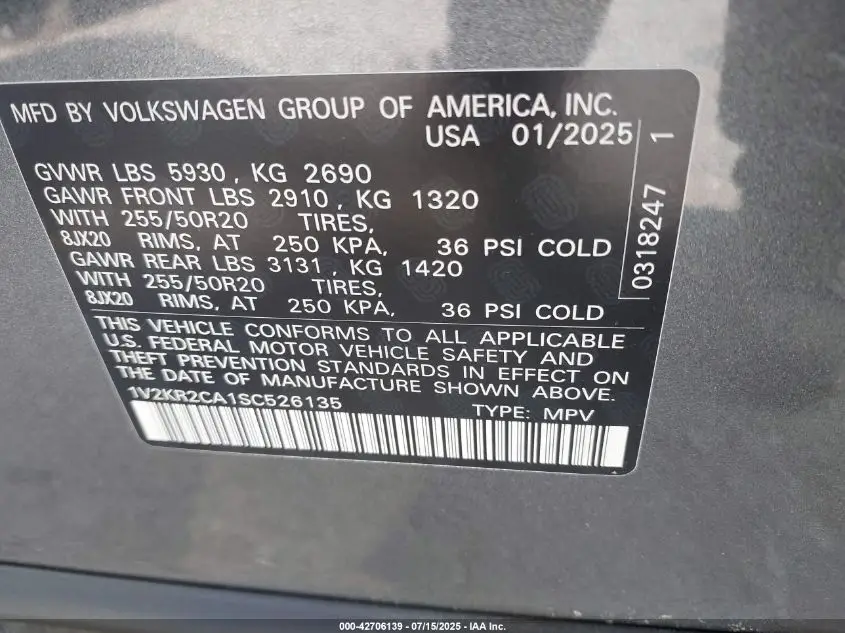 MFD BY VOLKSWAGEN GROUP OF AMERICA, INC.
USA 01/2025
GVWR LBS 5930 , KG 2690
GAWR FRONT LBS 2910 , KG 1320
WITH 255/50R20 TIRES,
8JX20 RIMS, AT 250 KPA, 36 PSI COLD
GAWR REAR LBS 3131 , KG 1420
WITH 255/50R20 TIRES,
8JX20 RIMS, AT 250 KPA, 36 PSI COLD
THIS VEHICLE CONFORMS TO ALL APPLICABLE
U.S. FEDERAL MOTOR VEHICLE SAFETY AND
THEFT PREVENTION STANDARDS IN EFFECT ON
THE DATE OF MANUFACTURE SHOWN ABOVE.
1V2KR2CA1SC526135 TYPE: MPV
0318247 1
000-42706139 - 07/15/2025 - IAA Inc.